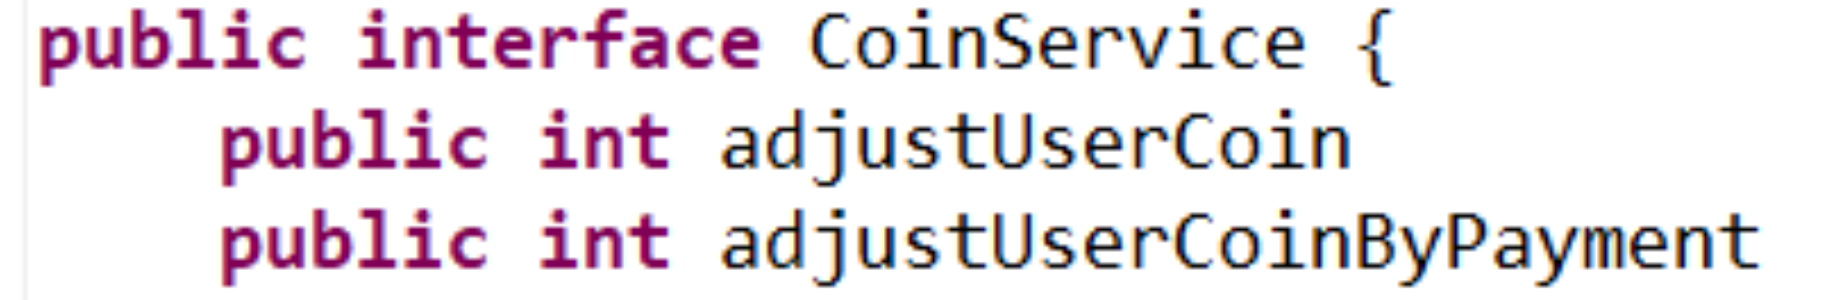 public interface CoinService {
public int adjustUserCoin
public int adjustUserCoinByPayment